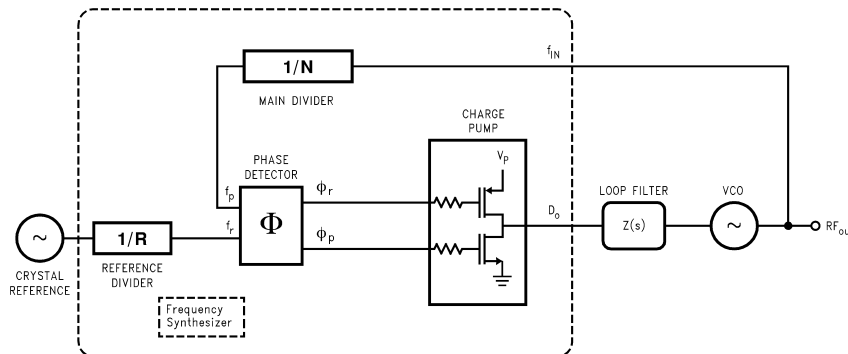 1/N
MAIN DIVIDER
f_IN
CHARGE
PUMP
V_p
PHASE
DETECTOR
f_p
f_r
Φ
ϕ_r
ϕ_p
D_o
LOOP FILTER
Z(s)
VCO
~
RF_ou
~
CRYSTAL
REFERENCE
1/R
REFERENCE
DIVIDER
Frequency
Synthesizer